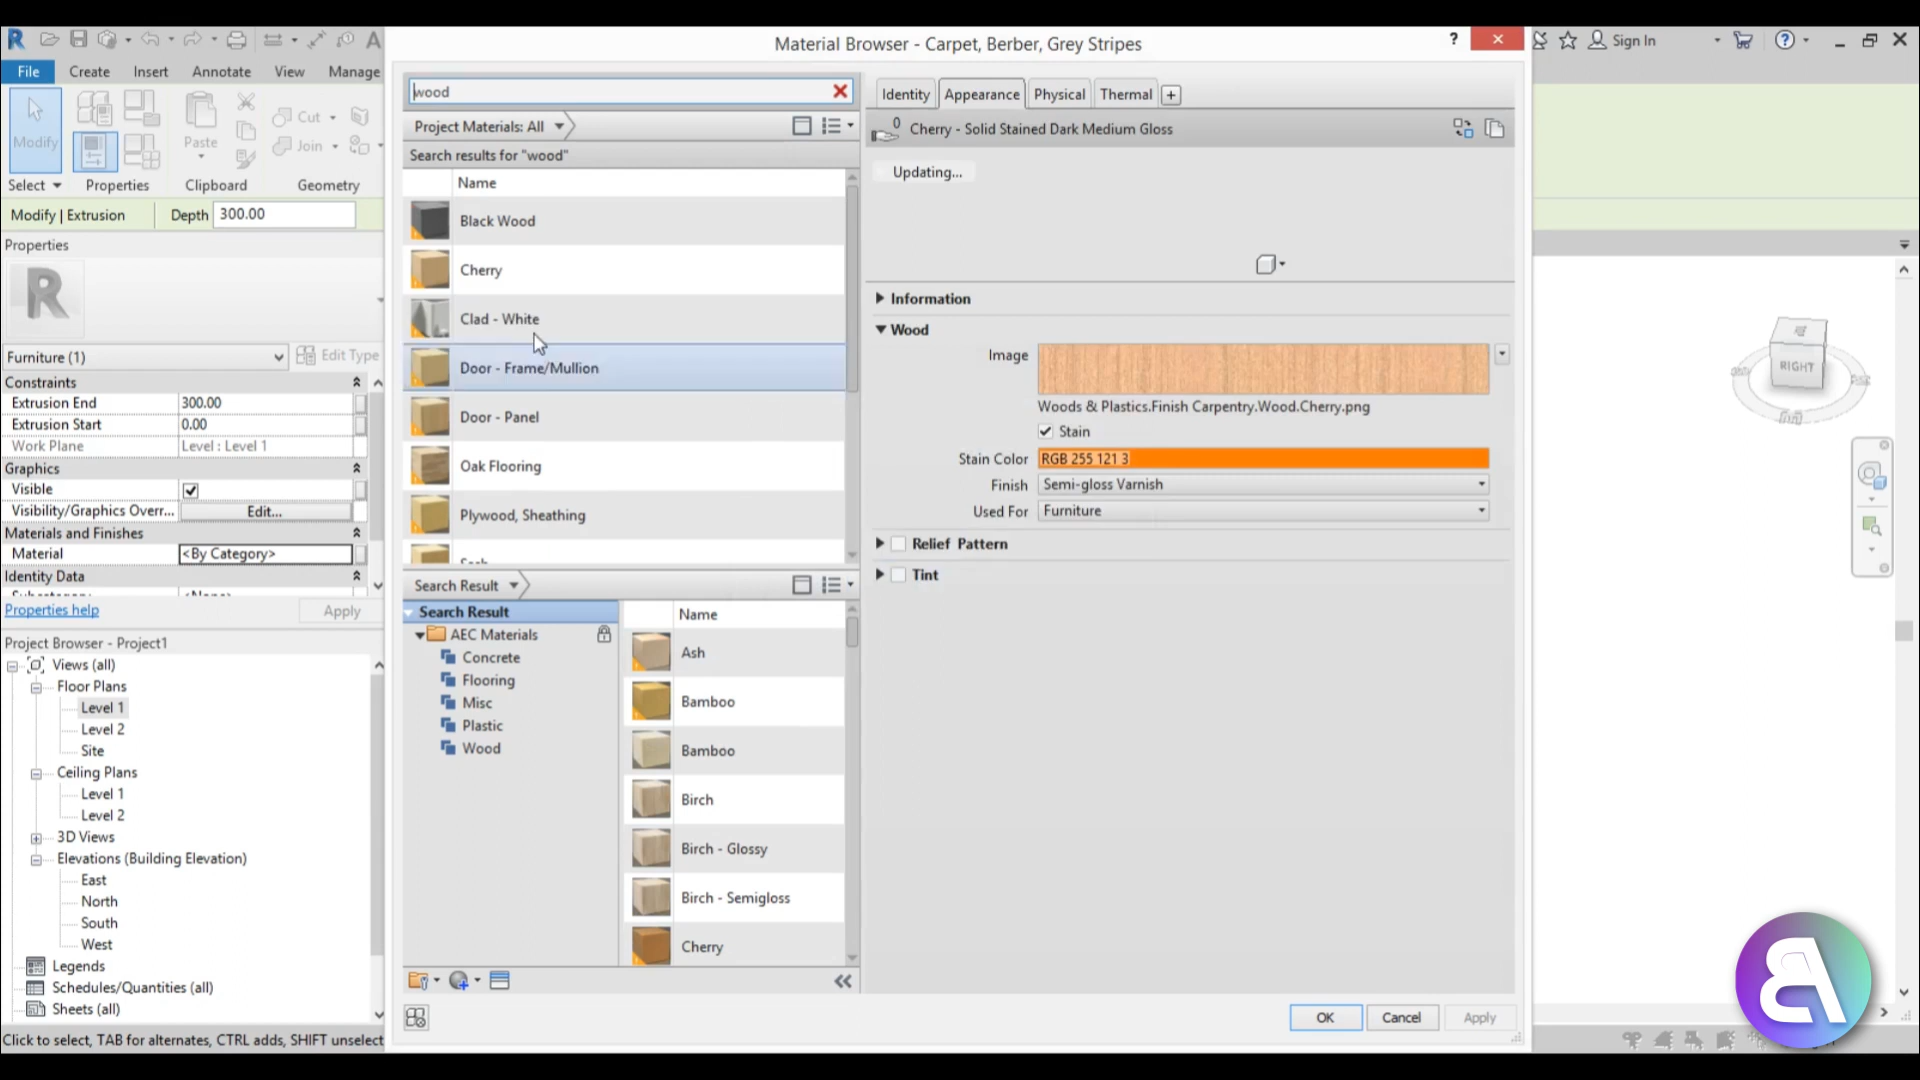 Material Browser - Carpet, Berber, Grey Stripes
?
Sign In
File
Create
Insert
Annotate
View
Manage
Modify
Paste
Cut
Join
Select
Properties
Clipboard
Geometry
Modify | Extrusion
Depth
300.00
Properties
Furniture (1)
Edit Type
Constraints
Extrusion End
300.00
Extrusion Start
0.00
Work Plane
Level : Level 1
Graphics
Visible
Visibility/Graphics Overr...
Edit...
Materials and Finishes
Material
<By Category>
Identity Data
Properties help
Apply
Project Browser - Project1
Views (all)
Floor Plans
Level 1
Level 2
Site
Ceiling Plans
Level 1
Level 2
3D Views
Elevations (Building Elevation)
East
North
South
West
Legends
Schedules/Quantities (all)
Sheets (all)
Click to select, TAB for alternates, CTRL adds, SHIFT unselect
wood
Project Materials: All
Search results for "wood"
Name
Black Wood
Cherry
Clad - White
Door - Frame/Mullion
Door - Panel
Oak Flooring
Plywood, Sheathing
Search Result
Search Result
AEC Materials
Concrete
Flooring
Misc
Plastic
Wood
Name
Ash
Bamboo
Bamboo
Birch
Birch - Glossy
Birch - Semigloss
Cherry
Identity
Appearance
Physical
Thermal
+
0
Cherry - Solid Stained Dark Medium Gloss
Updating...
Information
Wood
Image
Woods & Plastics.Finish Carpentry.Wood.Cherry.png
Stain
Stain Color
RGB 255 121 3
Finish
Semi-gloss Varnish
Used For
Furniture
Relief Pattern
Tint
OK
Cancel
Apply
RIGHT